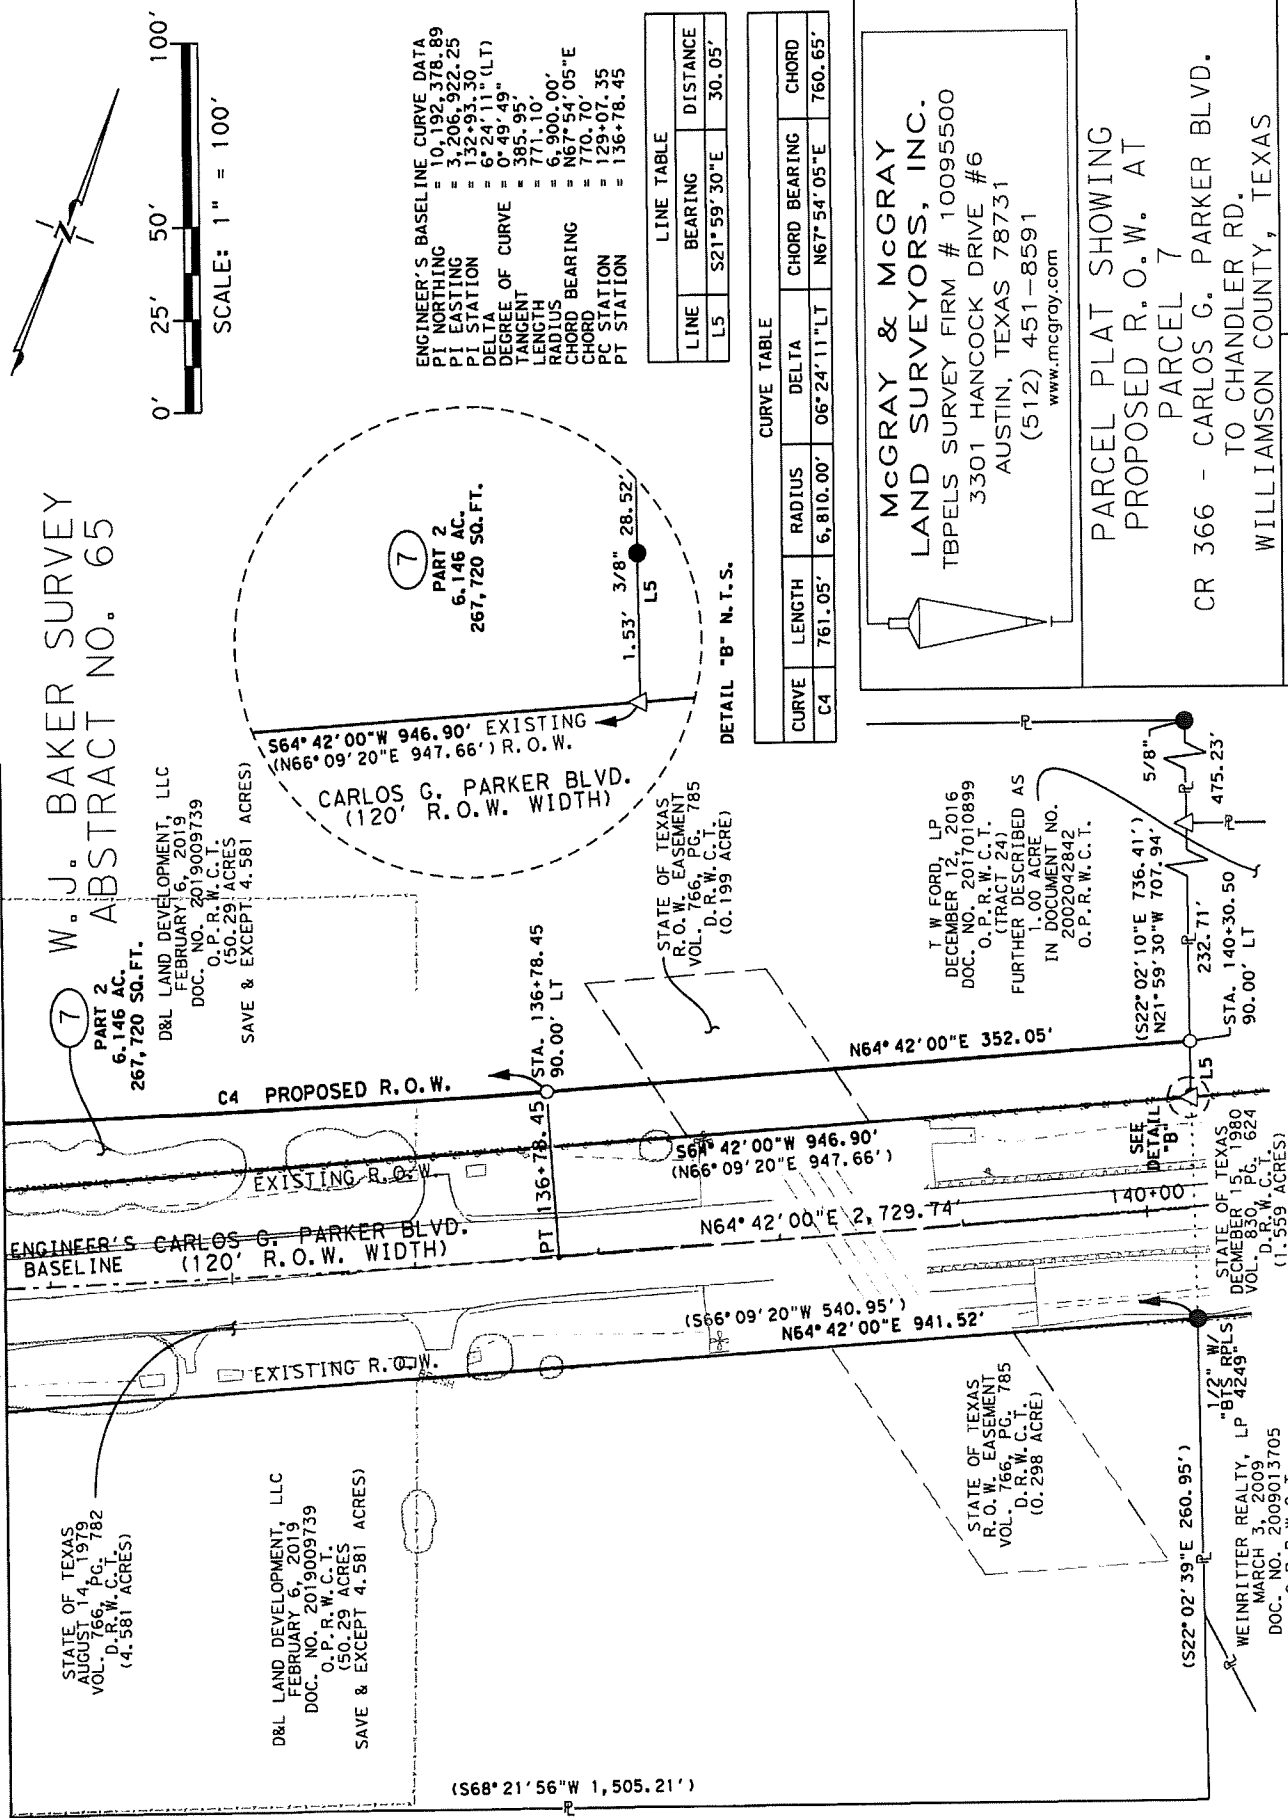 W. J. BAKER SURVEY
ABSTRACT NO. 65
0' 25' 50' 100'
SCALE: 1" = 100'
N
ENGINEER'S BASELINE CURVE DATA
PI NORTHING = 10,192,378.89
PI EASTING = 3,206,922.25
PI STATION = 132+93.30
DELTA = 6°24'11"(LT)
DEGREE OF CURVE = 0°49'49"
TANGENT = 385.95'
LENGTH = 771.10'
RADIUS = 6,900.00'
CHORD BEARING = N67°54'05"E
CHORD = 770.70'
PC STATION = 129+07.35
PT STATION = 136+78.45
LINE TABLE
LINE BEARING DISTANCE
L5 S21°59'30"E 30.05'
CURVE TABLE
CURVE LENGTH RADIUS DELTA CHORD BEARING CHORD
C4 761.05' 6,810.00' 06°24'11"LT N67°54'05"E 760.65'
7
PART 2
6.146 AC.
267,720 SQ.FT.
1.53' 3/8" 28.52'
L5
S64°42'00"W 946.90' EXISTING
(N66°09'20"E 947.66') R.O.W.
CARLOS G. PARKER BLVD.
(120' R.O.W. WIDTH)
DETAIL "B" N.T.S.
7
PART 2
6.146 AC.
267,720 SQ.FT.
D&L LAND DEVELOPMENT, LLC
FEBRUARY 6, 2019
DOC. NO. 2019009739
O.P.R.W.C.T.
(50.29 ACRES
SAVE & EXCEPT 4.581 ACRES)
C4 PROPOSED R.O.W.
STA. 136+78.45
90.00' LT
STATE OF TEXAS
R.O.W. EASEMENT
VOL. 766, PG. 785
D.R.W.C.T.
(0.199 ACRE)
T W FORD, LP
DECEMBER 12, 2016
DOC. NO. 2017010899
O.P.R.W.C.T.
(TRACT 24)
FURTHER DESCRIBED AS
1.00 ACRE
IN DOCUMENT NO.
2002042842
O.P.R.W.C.T.
N64°42'00"E 352.05'
(S22°02'10"E 736.41')
N21°59'30"W 707.94'
232.71'
475.23'
5/8"
STA. 140+30.50
90.00' LT
L5
SEE
DETAIL
"B"
EXISTING R.O.W.
S64°42'00"W 946.90'
(N66°09'20"E 947.66')
ENGINEER'S
BASELINE
CARLOS G. PARKER BLVD.
(120' R.O.W. WIDTH)
PT 136+78.45
N64°42'00"E 2,729.74'
140+00
(S66°09'20"W 540.95')
N64°42'00"E 941.52'
EXISTING R.O.W.
STATE OF TEXAS
DECMEBER 15, 1980
VOL. 830, PG. 624
D.R.W.C.T.
(1.559 ACRES)
1/2" W/
"BTS RPLS
4249"
STATE OF TEXAS
AUGUST 14, 1979
VOL. 766, PG. 782
D.R.W.C.T.
(4.581 ACRES)
D&L LAND DEVELOPMENT, LLC
FEBRUARY 6, 2019
DOC. NO. 2019009739
O.P.R.W.C.T.
(50.29 ACRES
SAVE & EXCEPT 4.581 ACRES)
STATE OF TEXAS
R.O.W. EASEMENT
VOL. 766, PG. 785
D.R.W.C.T.
(0.298 ACRE)
(S22°02'39"E 260.95')
WEINRITTER REALTY, LP
MARCH 3, 2009
DOC. NO. 2009013705
(S68°21'56"W 1,505.21')
McGRAY & McGRAY
LAND SURVEYORS, INC.
TBPELS SURVEY FIRM # 10095500
3301 HANCOCK DRIVE #6
AUSTIN, TEXAS 78731
(512) 451-8591
www.mcgray.com
PARCEL PLAT SHOWING
PROPOSED R.O.W. AT
PARCEL 7
CR 366 - CARLOS G. PARKER BLVD.
TO CHANDLER RD.
WILLIAMSON COUNTY, TEXAS